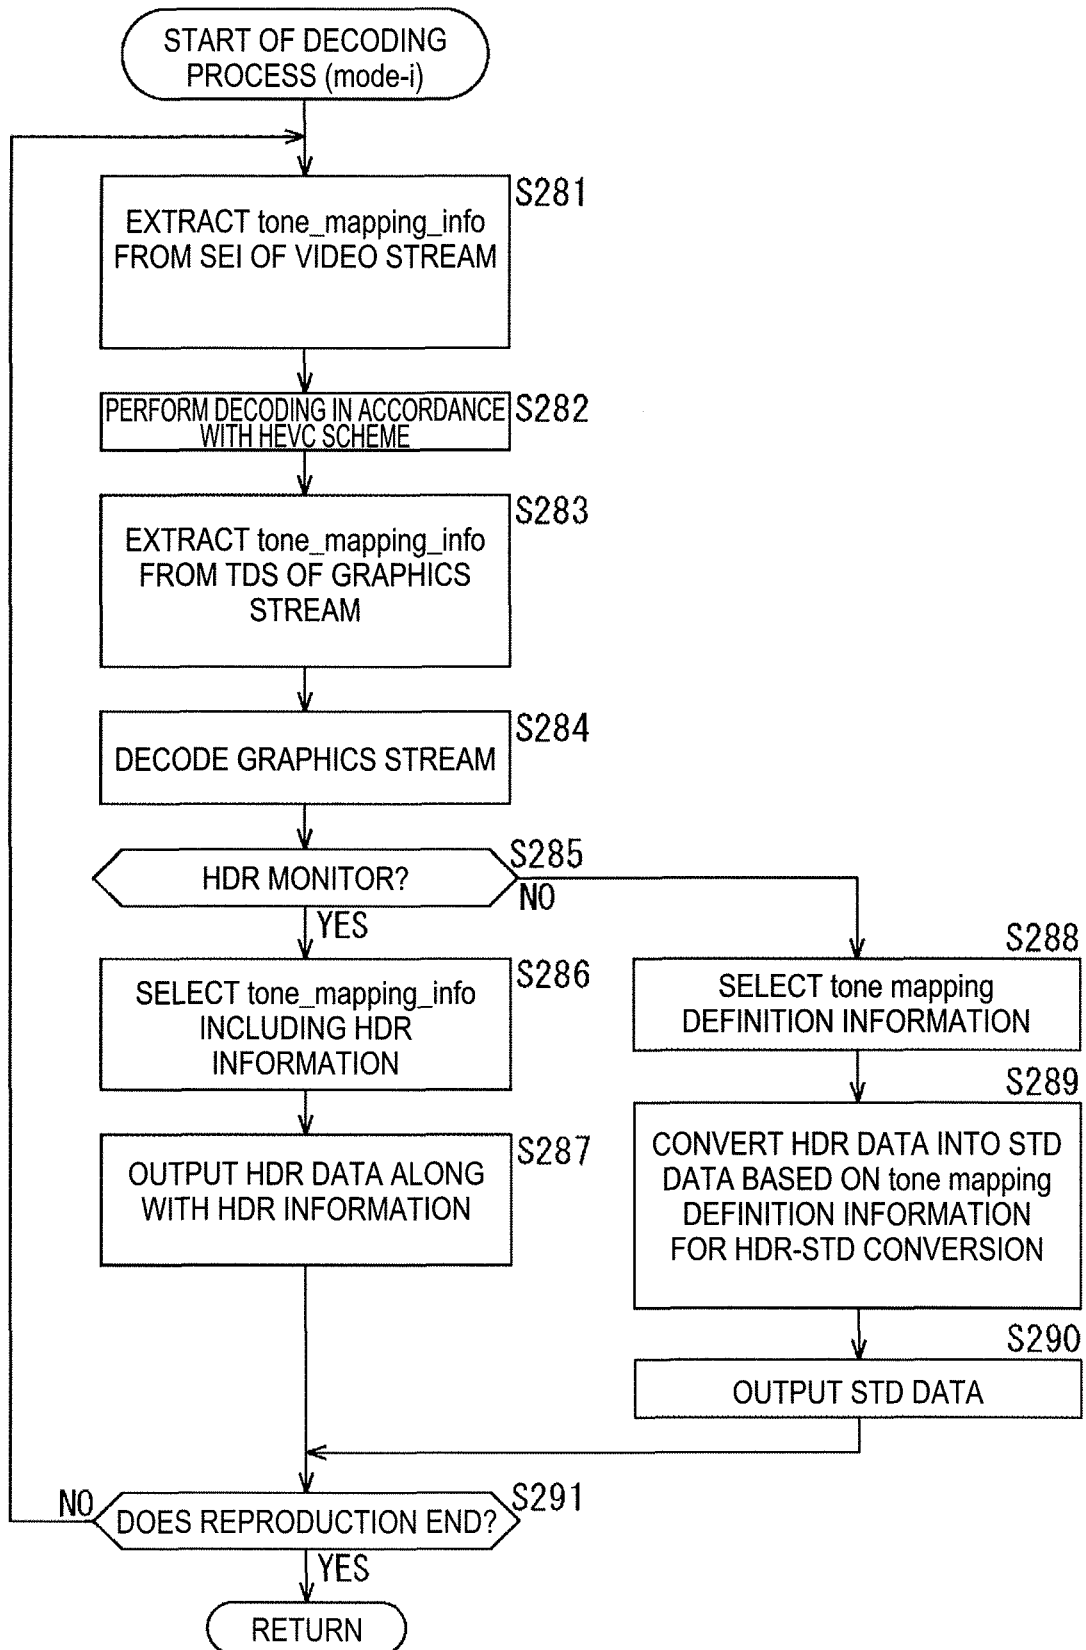 START OF DECODING
PROCESS (mode-i)
S281
EXTRACT tone_mapping_info
FROM SEI OF VIDEO STREAM
S282
PERFORM DECODING IN ACCORDANCE
WITH HEVC SCHEME
S283
EXTRACT tone_mapping_info
FROM TDS OF GRAPHICS
STREAM
S284
DECODE GRAPHICS STREAM
S285
HDR MONITOR?
NO
YES
S286
SELECT tone_mapping_info
INCLUDING HDR
INFORMATION
S287
OUTPUT HDR DATA ALONG
WITH HDR INFORMATION
S288
SELECT tone mapping
DEFINITION INFORMATION
S289
CONVERT HDR DATA INTO STD
DATA BASED ON tone mapping
DEFINITION INFORMATION
FOR HDR-STD CONVERSION
S290
OUTPUT STD DATA
S291
NO
DOES REPRODUCTION END?
YES
RETURN